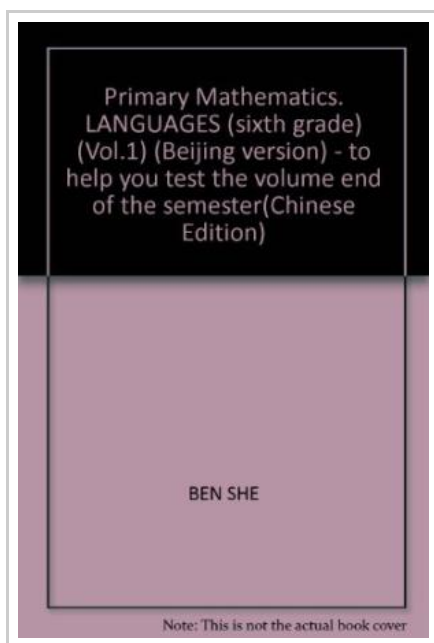 Primary Mathematics.
LANGUAGES (sixth grade)
(Vol.1) (Beijing version) - to
help you test the volume end
of the semester(Chinese
Edition)
BEN SHE
Note: This is not the actual book cover